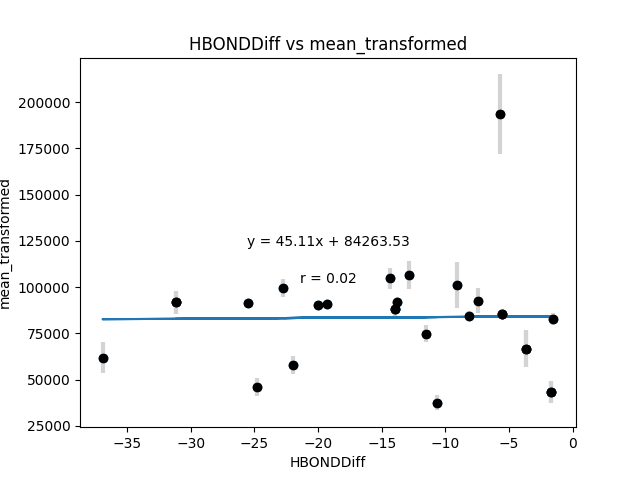 HBONDDiff vs mean_transformed
200000
175000
150000
125000
100000
75000
50000
25000
mean_transformed
y = 45.11x + 84263.53
r = 0.02
−35 −30 −25 −20 −15 −10 −5 0
HBONDDiff